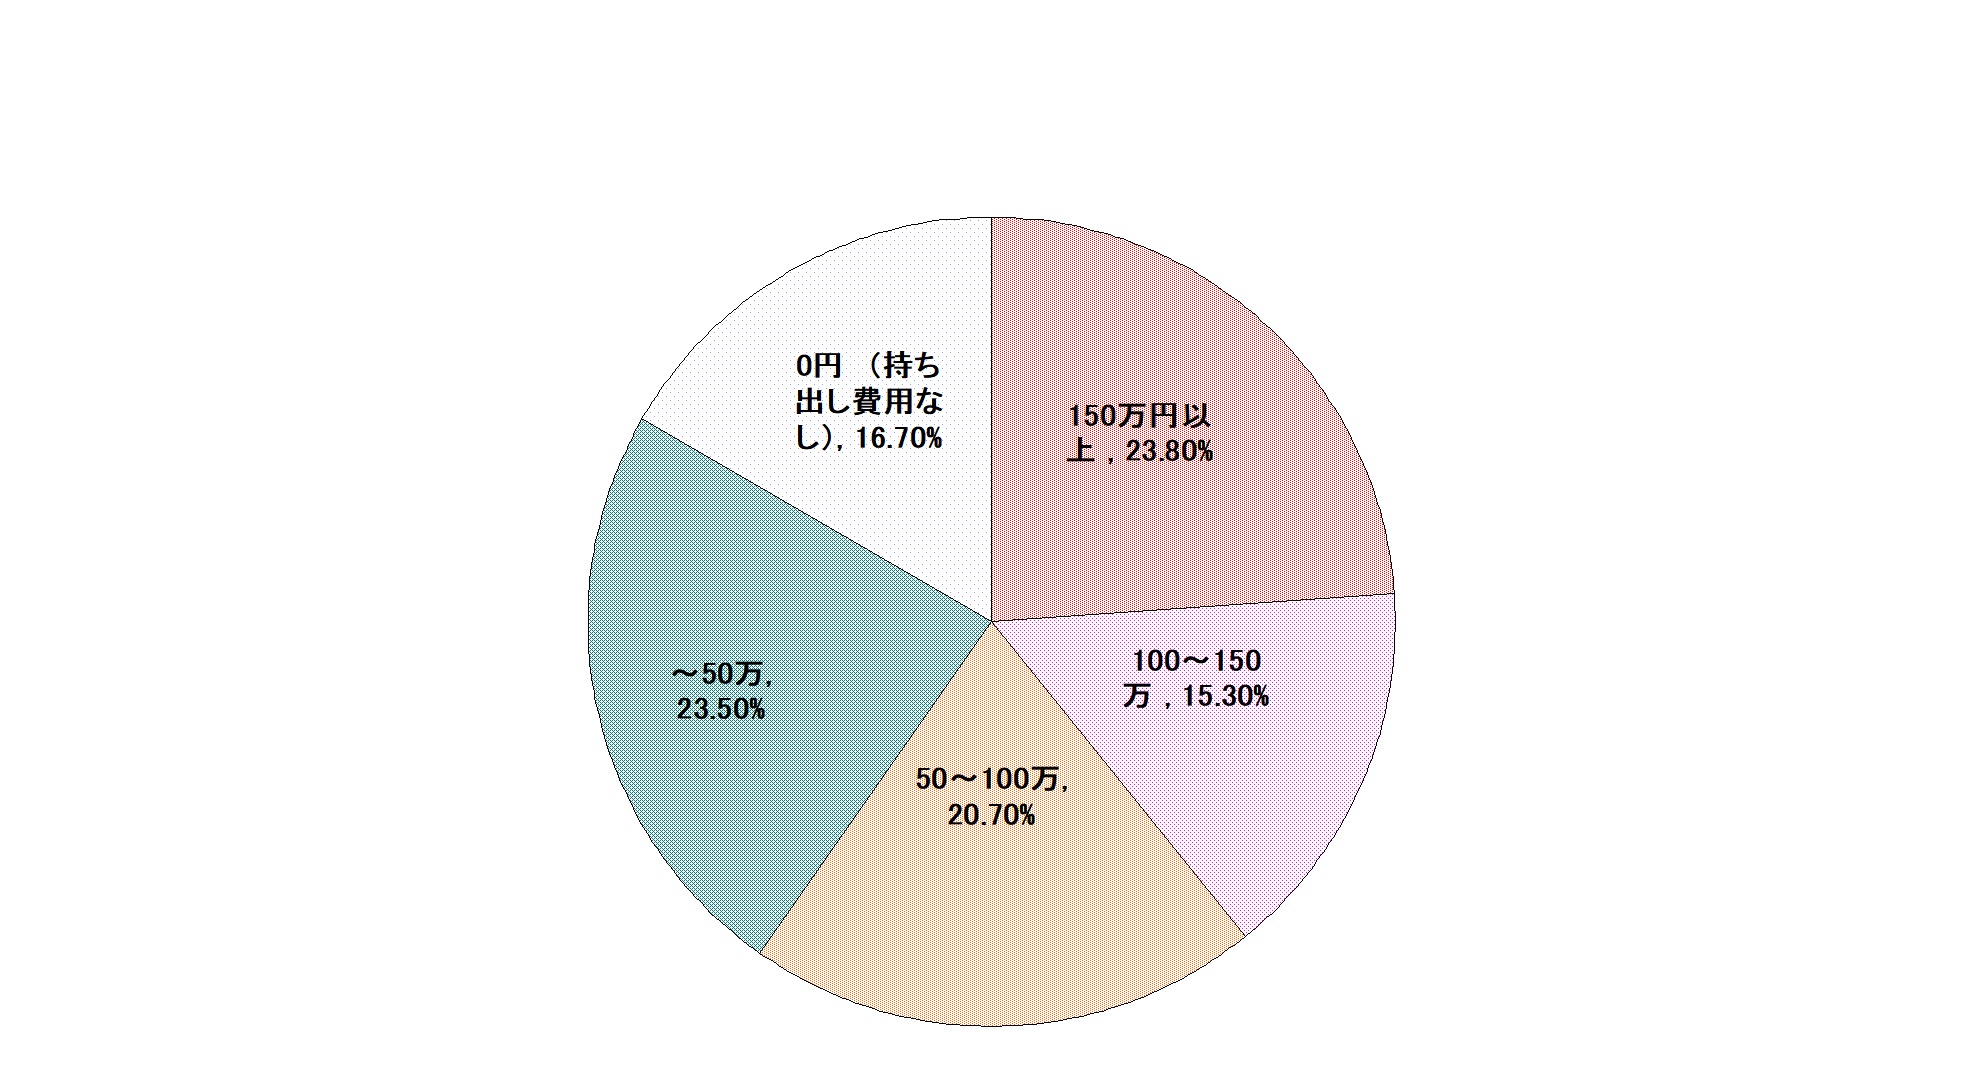 0円 （持ち
出し費用な
し）, 16.70%
150万円以
上 , 23.80%
100～150
万 , 15.30%
～50万,
23.50%
50～100万,
20.70%